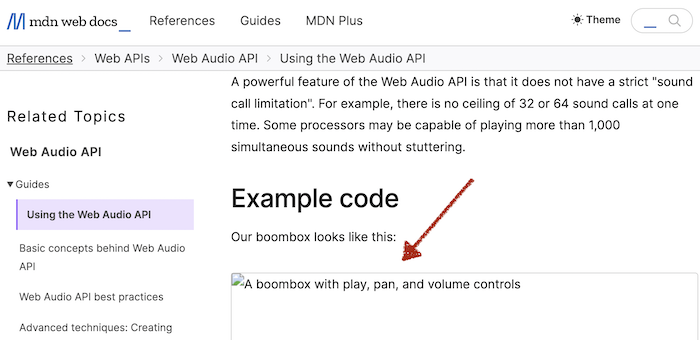 mdn web docs _
References
Guides
MDN Plus
Theme
References > Web APIs > Web Audio API > Using the Web Audio API
Related Topics
Web Audio API
Guides
Using the Web Audio API
Basic concepts behind Web Audio
API
Web Audio API best practices
Advanced techniques: Creating
A powerful feature of the Web Audio API is that it does not have a strict "sound
call limitation". For example, there is no ceiling of 32 or 64 sound calls at one
time. Some processors may be capable of playing more than 1,000
simultaneous sounds without stuttering.
Example code
Our boombox looks like this:
A boombox with play, pan, and volume controls